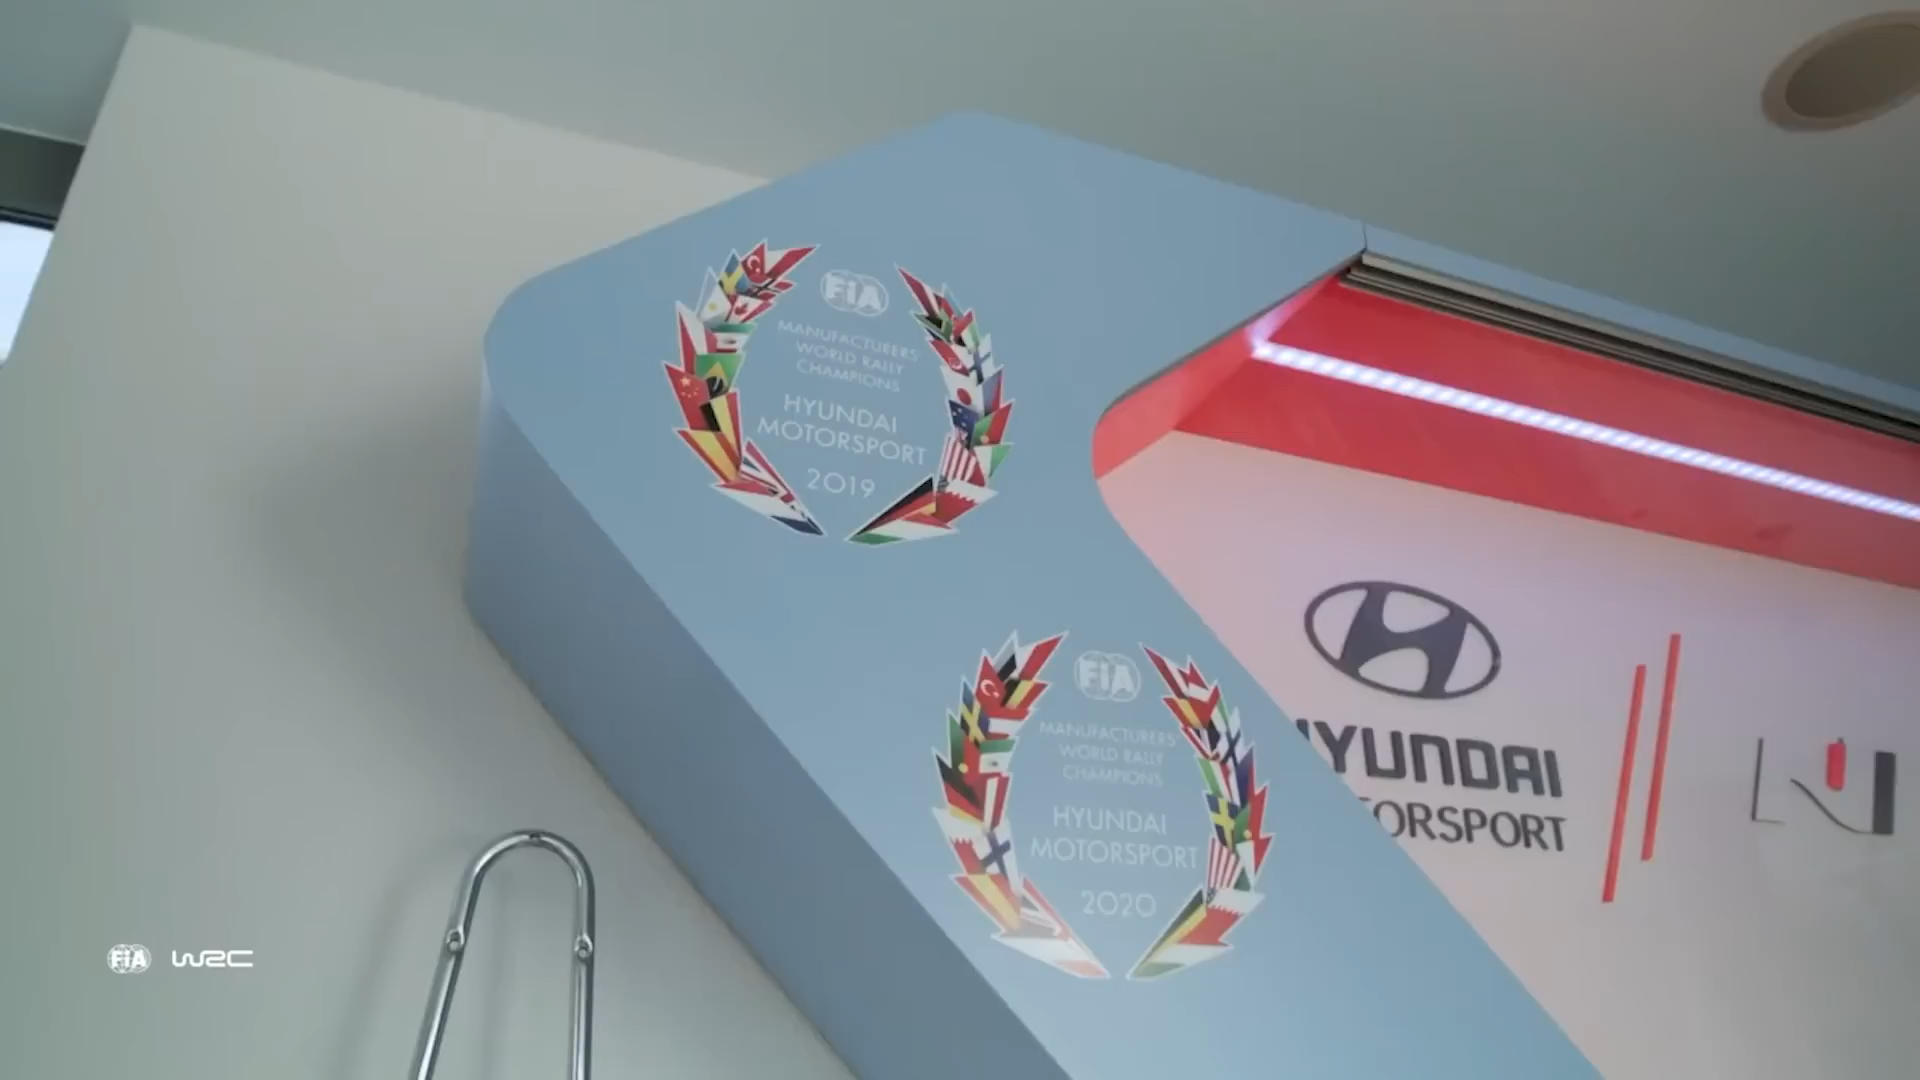 FIA
MANUFACTURERS
WORLD RALLY
CHAMPIONS
HYUNDAI
MOTORSPORT
2019
FIA
MANUFACTURERS
WORLD RALLY
CHAMPIONS
HYUNDAI
MOTORSPORT
2020
HYUNDAI
TORSPORT
N
FIA WRC